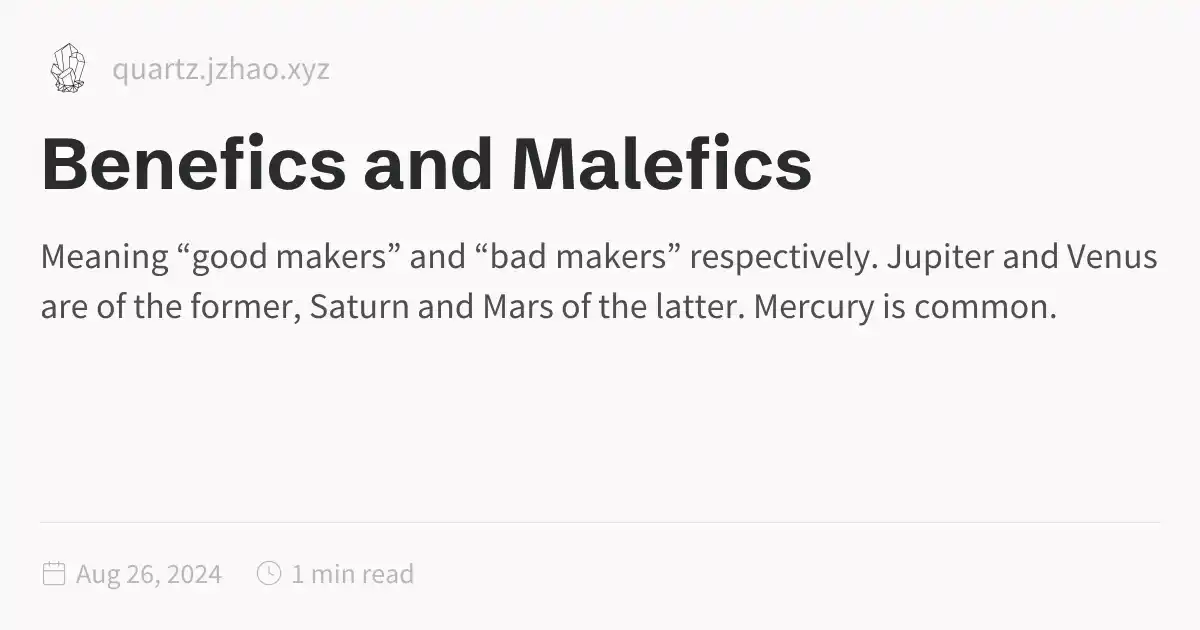 quartz.jzhao.xyz
Benefics and Malefics
Meaning “good makers” and “bad makers” respectively. Jupiter and Venus
are of the former, Saturn and Mars of the latter. Mercury is common.
Aug 26, 2024 1 min read